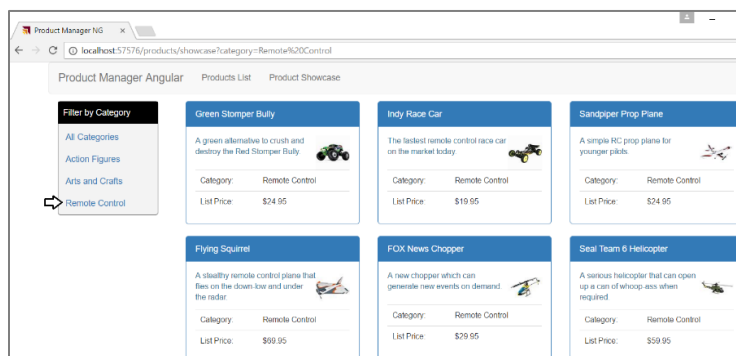 Product Manager NG
localhost:57576/products/showcase?category=Remote%20Control
Product Manager Angular Products List Product Showcase
Filter by Category
All Categories
Action Figures
Arts and Crafts
Remote Control
Green Stomper Bully
A green alternative to crush and
destroy the Red Stomper Bully.
Category: Remote Control
List Price: $24.95
Indy Race Car
The fastest remote control race car
on the market today.
Category: Remote Control
List Price: $19.95
Sandpiper Prop Plane
A simple RC prop plane for
younger pilots.
Category: Remote Control
List Price: $24.95
Flying Squirrel
A stealthy remote control plane that
flies on the down-low and under
the radar.
Category: Remote Control
List Price: $69.95
FOX News Chopper
A new chopper which can
generate new events on demand.
Category: Remote Control
List Price: $29.95
Seal Team 6 Helicopter
A serious helicopter that can open
up a can of whoop-ass when
required.
Category: Remote Control
List Price: $59.95